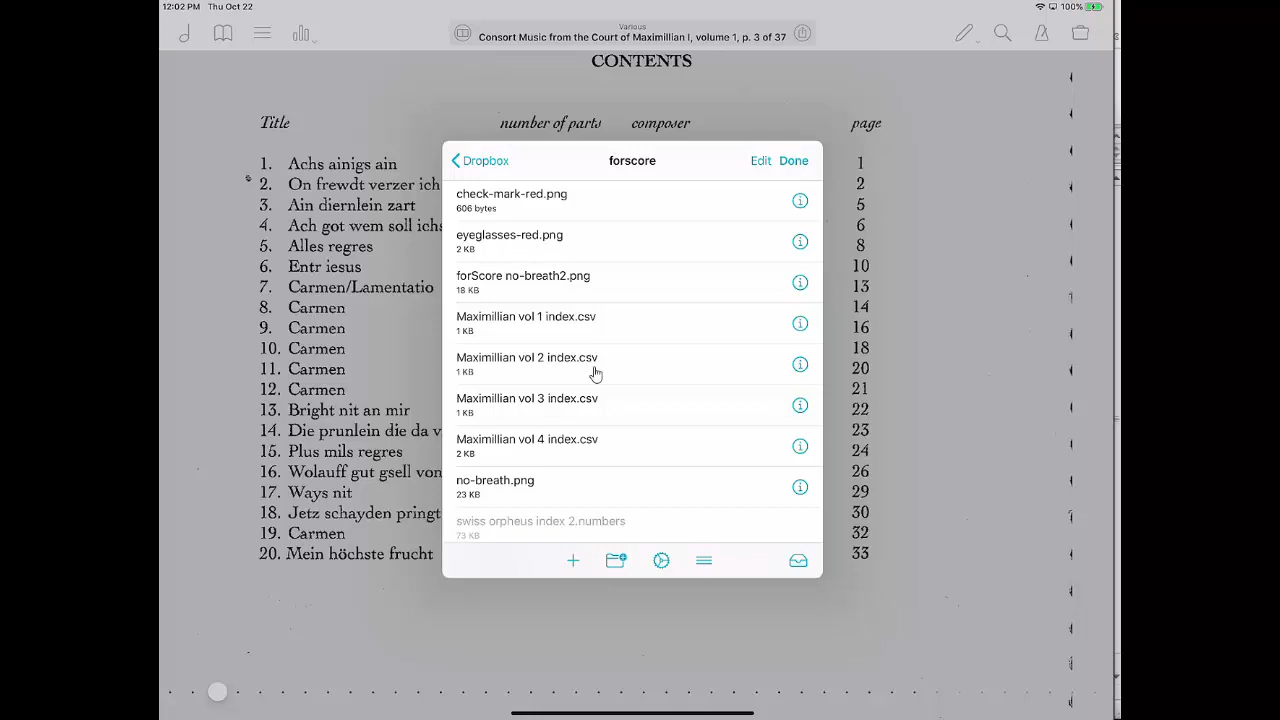 12:02 PM Thu Oct 22
100%
Various
Consort Music from the Court of Maximillian I, volume 1, p. 3 of 37
CONTENTS
Title number of parts composer page
1. Achs ainigs ain 1
2. On frewdt verzer ich 2
3. Ain diernlein zart 5
4. Ach got wem soll ichs 6
5. Alles regres 8
6. Entr iesus 10
7. Carmen/Lamentatio 13
8. Carmen 14
9. Carmen 16
10. Carmen 18
11. Carmen 20
12. Carmen 21
13. Bright nit an mir 22
14. Die prunlein die da v 23
15. Plus mils regres 24
16. Wolauff gut gsell von 26
17. Ways nit 29
18. Jetz schayden pringt 30
19. Carmen 32
20. Mein höchste frucht 33
Dropbox forscore Edit Done
check-mark-red.png
606 bytes
eyeglasses-red.png
2 KB
forScore no-breath2.png
18 KB
Maximillian vol 1 index.csv
1 KB
Maximillian vol 2 index.csv
1 KB
Maximillian vol 3 index.csv
1 KB
Maximillian vol 4 index.csv
2 KB
no-breath.png
23 KB
swiss orpheus index 2.numbers
73 KB